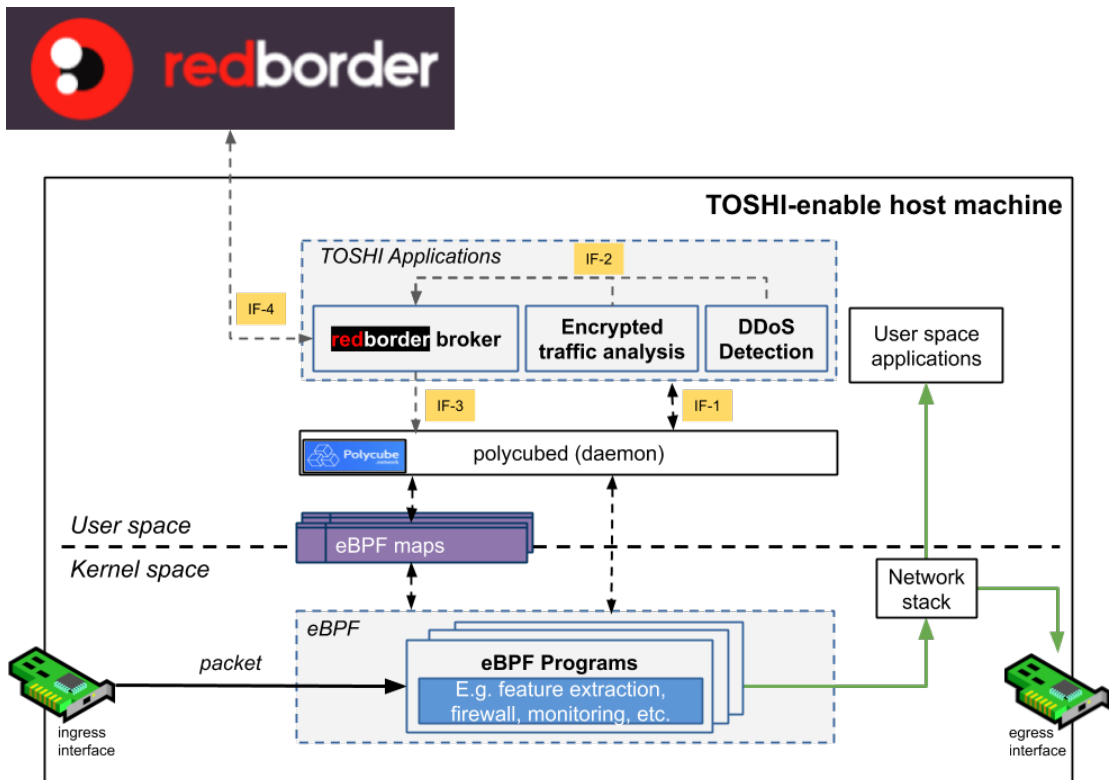 redborder
TOSHI-enable host machine
TOSHI Applications
IF-2
IF-4
redborder broker
Encrypted
traffic analysis
DDoS
Detection
User space
applications
IF-3
IF-1
Polycube
.network
polycubed (daemon)
User space
eBPF maps
Kernel space
Network
stack
eBPF
packet
eBPF Programs
E.g. feature extraction,
firewall, monitoring, etc.
ingress
interface
egress
interface